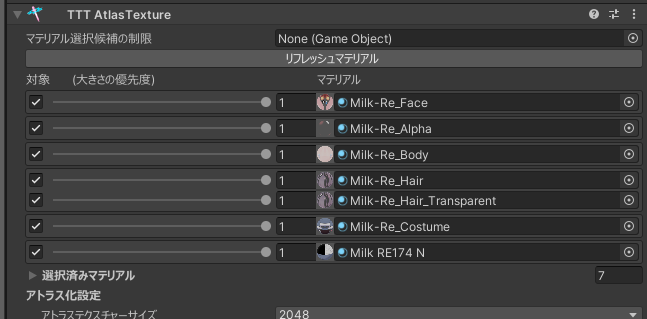 TTT AtlasTexture
マテリアル選択候補の制限 None (Game Object)
リフレッシュマテリアル
対象 (大きさの優先度) マテリアル
1 Milk-Re_Face
1 Milk-Re_Alpha
1 Milk-Re_Body
1 Milk-Re_Hair
1 Milk-Re_Hair_Transparent
1 Milk-Re_Costume
1 Milk RE174 N
選択済みマテリアル 7
アトラス化設定
アトラステクスチャーサイズ 2048